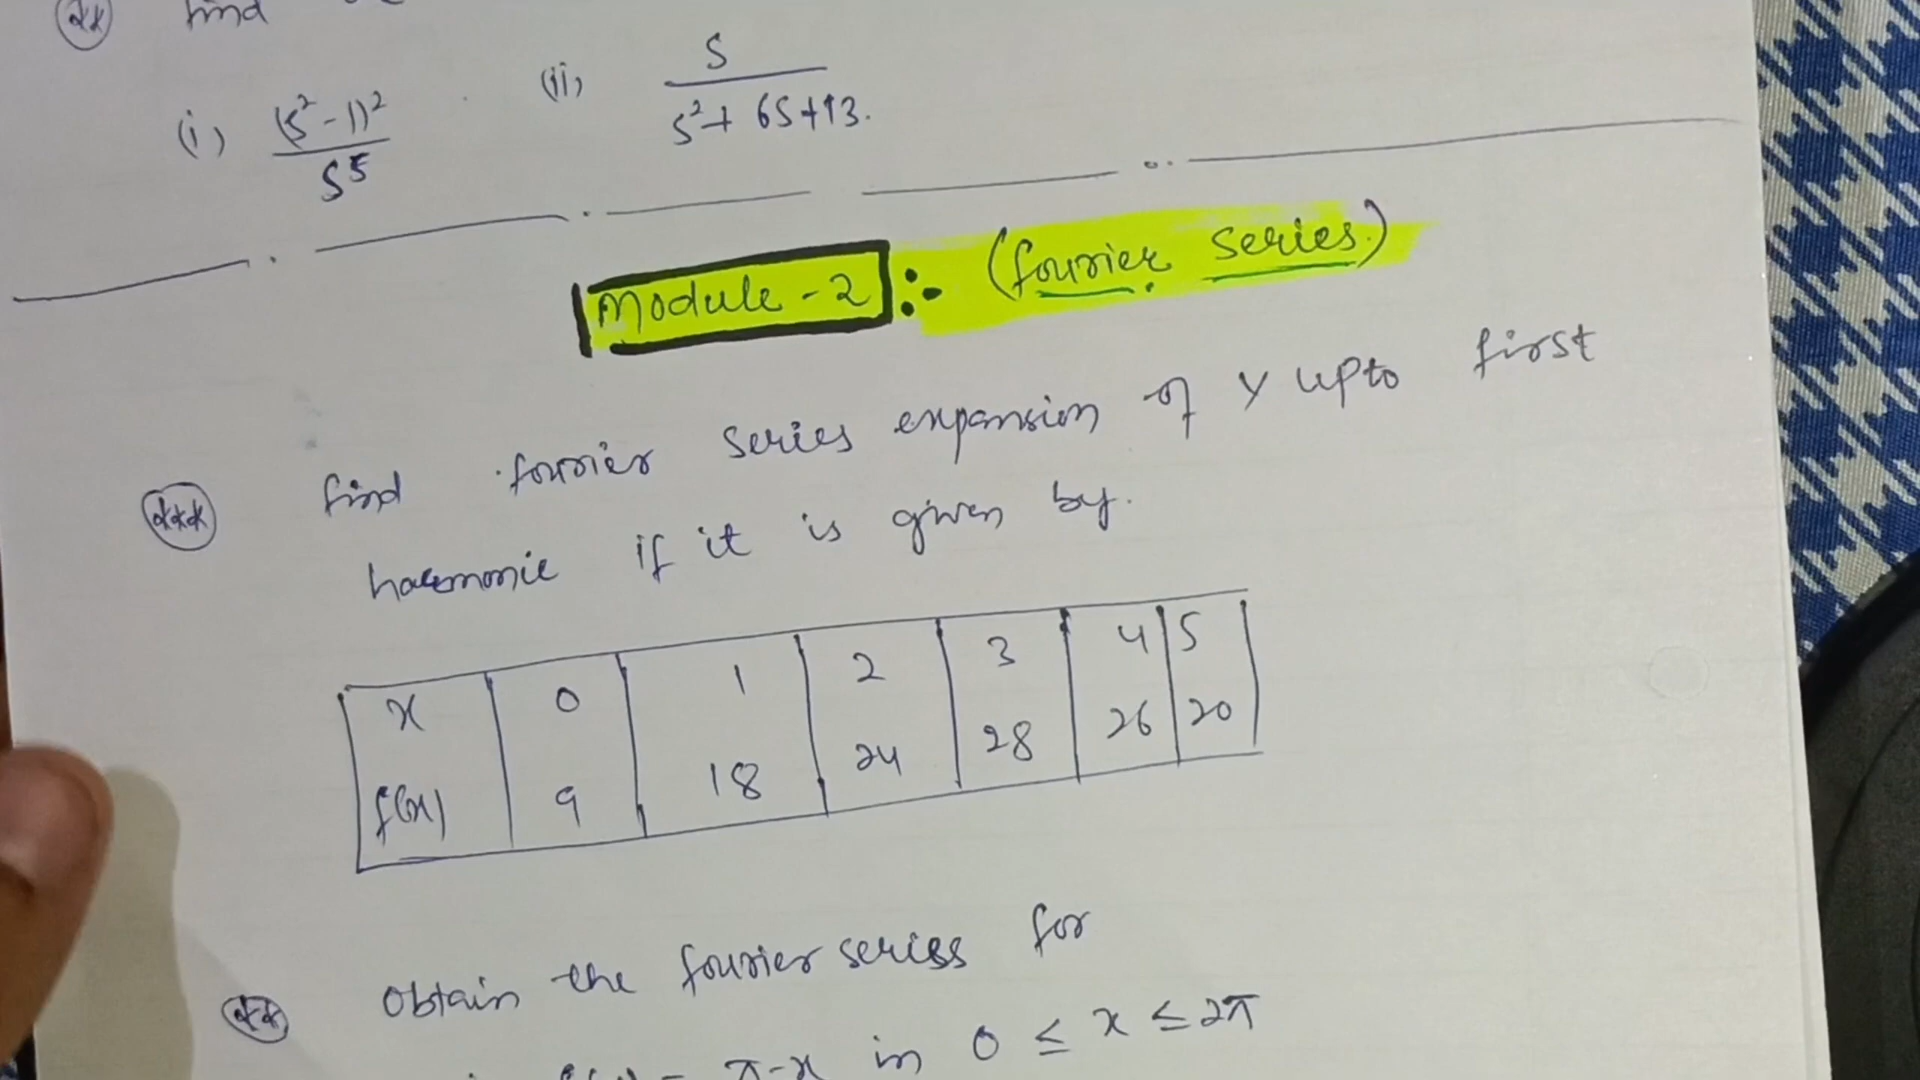 ** find
(i) (s²-1)² / s5 (ii) s / s²+ 6s+13.
Module-2 : (fourier series.)
*** find fourier series expansion of y upto first
harmonic if it is given by.
x 0 1 2 3 4 5
f(x) 9 18 24 28 26 20
** Obtain the fourier series for
π-x in 0 ≤ x ≤ 2π